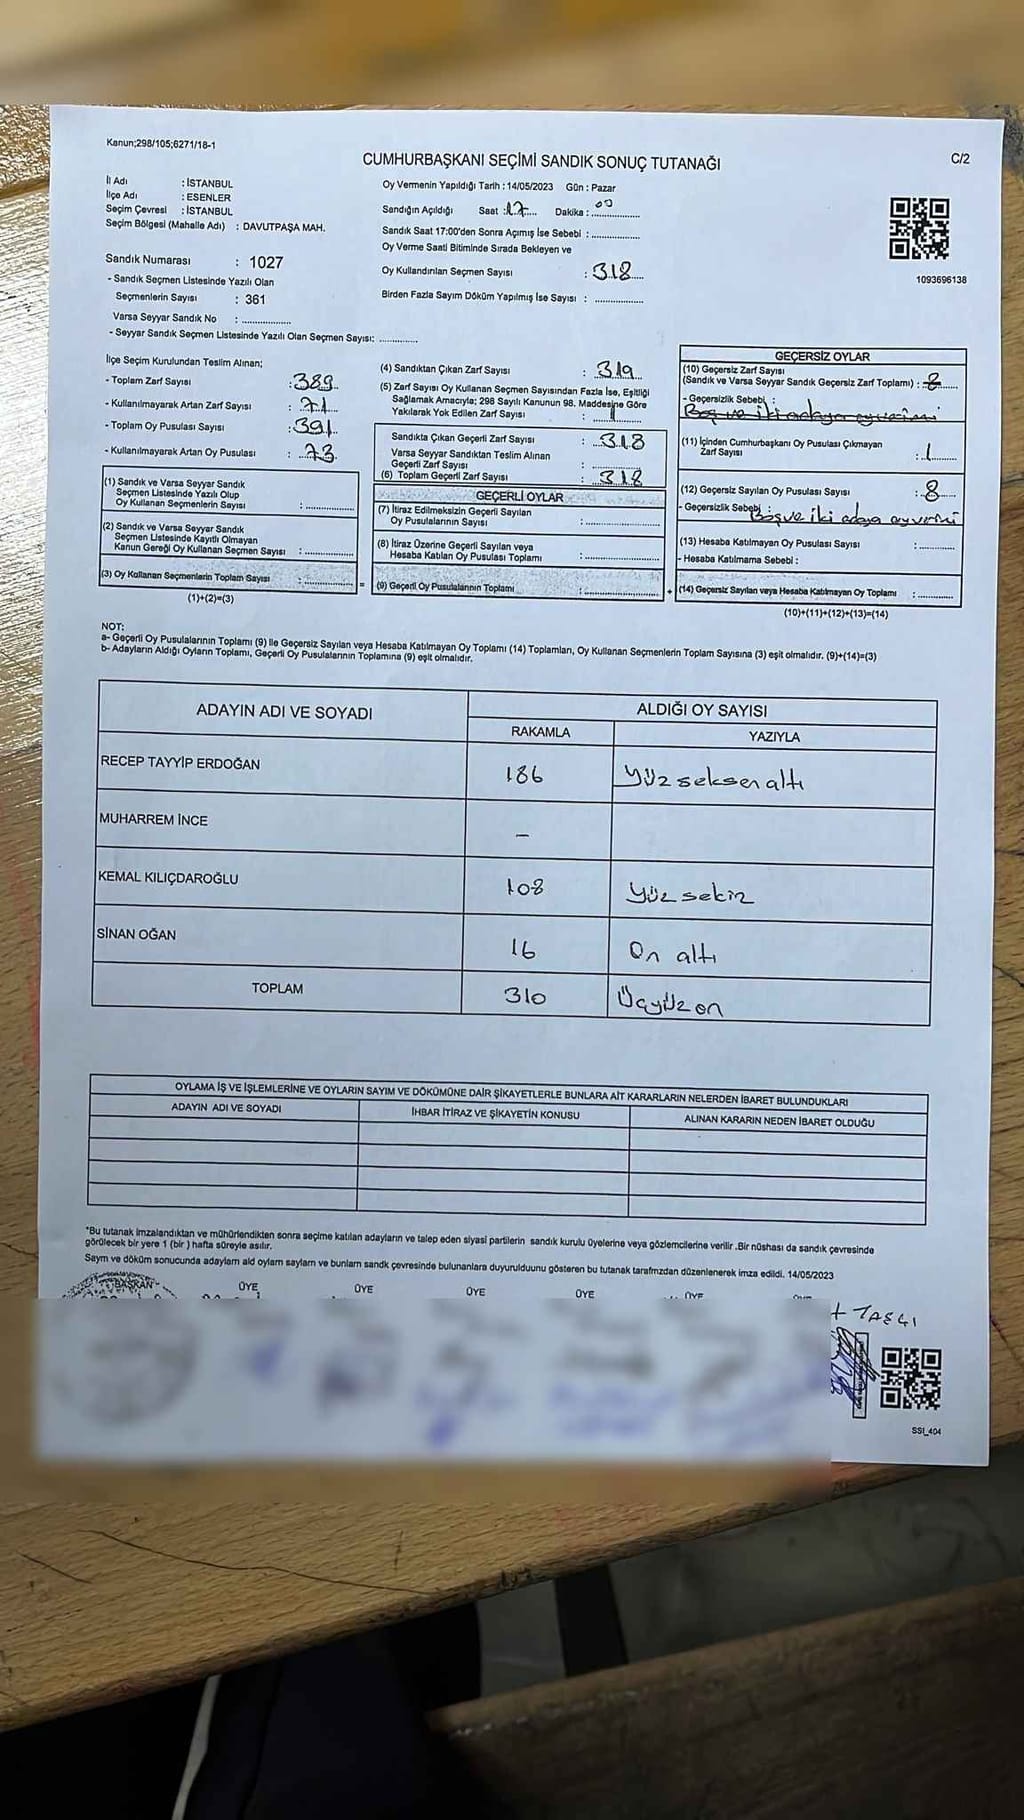 Kanun;298/105;6271/18-1
CUMHURBAŞKANI SEÇİMİ SANDIK SONUÇ TUTANAĞI
C/2
İl Adı : İSTANBUL
İlçe Adı : ESENLER
Seçim Çevresi : İSTANBUL
Seçim Bölgesi (Mahalle Adı) : DAVUTPAŞA MAH.
Oy Vermenin Yapıldığı Tarih : 14/05/2023 Gün : Pazar
Sandığın Açıldığı Saat : 17 Dakika : 00
Sandık Saat 17:00'den Sonra Açımış İse Sebebi :
Oy Verme Saati Bitiminde Sırada Bekleyen ve
Oy Kullandırılan Seçmen Sayısı : 318
Birden Fazla Sayım Döküm Yapılmış İse Sayısı :
1093696138
Sandık Numarası : 1027
- Sandık Seçmen Listesinde Yazılı Olan
Seçmenlerin Sayısı : 361
Varsa Seyyar Sandık No :
- Seyyar Sandık Seçmen Listesinde Yazılı Olan Seçmen Sayısı:
İlçe Seçim Kurulundan Teslim Alınan;
- Toplam Zarf Sayısı : 389
- Kullanılmayarak Artan Zarf Sayısı : 71
- Toplam Oy Pusulası Sayısı : 391
- Kullanılmayarak Artan Oy Pusulası : 73
(1) Sandık ve Varsa Seyyar Sandık
Seçmen Listesinde Yazılı Olup
Oy Kullanan Seçmenlerin Sayısı :
(2) Sandık ve Varsa Seyyar Sandık
Seçmen Listesinde Kayıtlı Olmayan
Kanun Gereği Oy Kullanan Seçmen Sayısı :
(3) Oy Kullanan Seçmenlerin Toplam Sayısı :
(1)+(2)=(3)
(4) Sandıktan Çıkan Zarf Sayısı : 319
(5) Zarf Sayısı Oy Kullanan Seçmen Sayısından Fazla İse, Eşitliği
Sağlamak Amacıyla; 298 Sayılı Kanunun 98. Maddesine Göre
Yakılarak Yok Edilen Zarf Sayısı : 1
Sandıkta Çıkan Geçerli Zarf Sayısı : 318
Varsa Seyyar Sandıktan Teslim Alınan
Geçerli Zarf Sayısı :
(6) Toplam Geçerli Zarf Sayısı : 318
GEÇERLİ OYLAR
(7) İtiraz Edilmeksizin Geçerli Sayılan
Oy Pusulalarının Sayısı :
(8) İtiraz Üzerine Geçerli Sayılan veya
Hesaba Katılan Oy Pusulası Toplamı :
= (9) Geçerli Oy Pusulalarının Toplamı :
GEÇERSİZ OYLAR
(10) Geçersiz Zarf Sayısı
(Sandık ve Varsa Seyyar Sandık Geçersiz Zarf Toplamı) : 8
- Geçersizlik Sebebi :
Boş ve iki adaya oy verimi
(11) İçinden Cumhurbaşkanı Oy Pusulası Çıkmayan
Zarf Sayısı : 1
(12) Geçersiz Sayılan Oy Pusulası Sayısı : 8
- Geçersizlik Sebebi : Boş ve iki adaya oy verimi
(13) Hesaba Katılmayan Oy Pusulası Sayısı :
- Hesaba Katılmama Sebebi :
+ (14) Geçersiz Sayılan veya Hesaba Katılmayan Oy Toplamı :
(10)+(11)+(12)+(13)=(14)
NOT:
a- Geçerli Oy Pusulalarının Toplamı (9) İle Geçersiz Sayılan veya Hesaba Katılmayan Oy Toplamı (14) Toplamları, Oy Kullanan Seçmenlerin Toplam Sayısına (3) eşit olmalıdır. (9)+(14)=(3)
b- Adayların Aldığı Oyların Toplamı, Geçerli Oy Pusulalarının Toplamına (9) eşit olmalıdır.
ADAYIN ADI VE SOYADI
ALDIĞI OY SAYISI
RAKAMLA YAZIYLA
RECEP TAYYİP ERDOĞAN 186 Yüz seksen altı
MUHARREM İNCE –
KEMAL KILIÇDAROĞLU 108 Yüz sekiz
SİNAN OĞAN 16 On altı
TOPLAM 310 Üçyüz on
OYLAMA İŞ VE İŞLEMLERİNE VE OYLARIN SAYIM VE DÖKÜMÜNE DAİR ŞİKAYETLERLE BUNLARA AİT KARARLARIN NELERDEN İBARET BULUNDUKLARI
ADAYIN ADI VE SOYADI İHBAR İTİRAZ VE ŞİKAYETİN KONUSU ALINAN KARARIN NEDEN İBARET OLDUĞU
*Bu tutanak imzalandıktan ve mühürlendikten sonra seçime katılan adayların ve talep eden siyasi partilerin sandık kurulu üyelerine veya gözlemcilerine verilir .Bir nüshası da sandık çevresinde
görülecek bir yere 1 (bir ) hafta süreyle asılır.
Sayım ve döküm sonucunda adayların ald oyların sayların ve bunların sandk çevresinde bulunanlara duyurulduunu gösteren bu tutanak tarafmzdan düzenlenerek imza edildi. 14/05/2023
BAŞKAN ÜYE ÜYE ÜYE ÜYE ÜYE
TAŞÇI
SSI_404